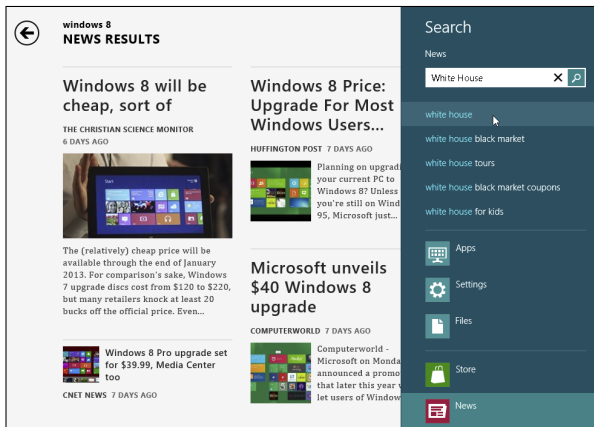 windows 8
NEWS RESULTS
Windows 8 will be
cheap, sort of
THE CHRISTIAN SCIENCE MONITOR
6 DAYS AGO
The (relatively) cheap price will be
available through the end of January
2013. For comparison's sake, Windows
7 upgrade discs cost from $120 to $220,
but many retailers knock at least 20
bucks off the official price. Even...
Windows 8 Pro upgrade set
for $39.99, Media Center
too
CNET NEWS 7 DAYS AGO
Windows 8 Price:
Upgrade For Most
Windows Users...
HUFFINGTON POST 7 DAYS AGO
Planning on upgradi
your current PC to
Windows 8? Unless
you're still on Wind
95, Microsoft just...
Microsoft unveils
$40 Windows 8
upgrade
COMPUTERWORLD 7 DAYS AGO
Computerworld -
Microsoft on Monda
announced a promo
that later this year
let users of Window
Search
News
White House
white house
white house black market
white house tours
white house black market coupons
white house for kids
Apps
Settings
Files
Store
News